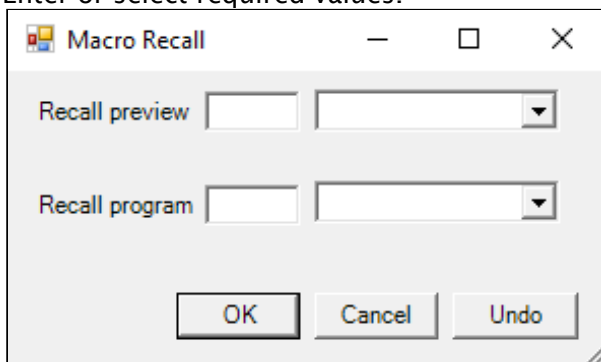 Enter or select required values.
Macro Recall
Recall preview
Recall program
OK Cancel Undo